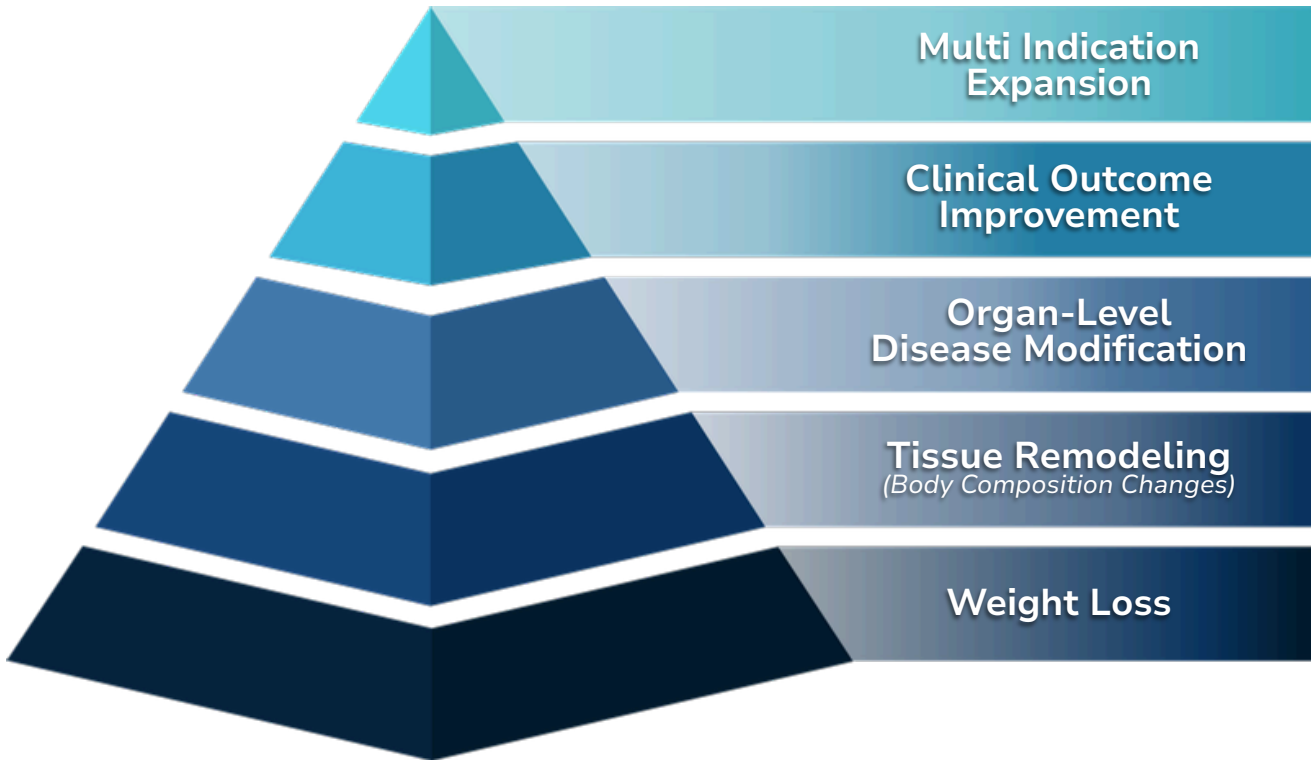 Multi Indication
Expansion
Clinical Outcome
Improvement
Organ-Level
Disease Modification
Tissue Remodeling
(Body Composition Changes)
Weight Loss